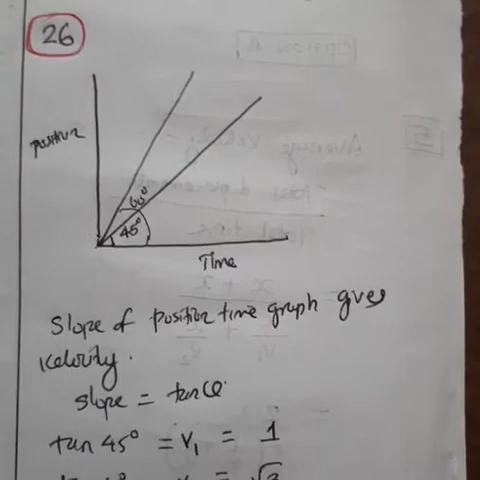 26
position
60°
45°
Time
Slope of position time graph gives
velocity.
slope = tanθ
tan 45° = V₁ = 1